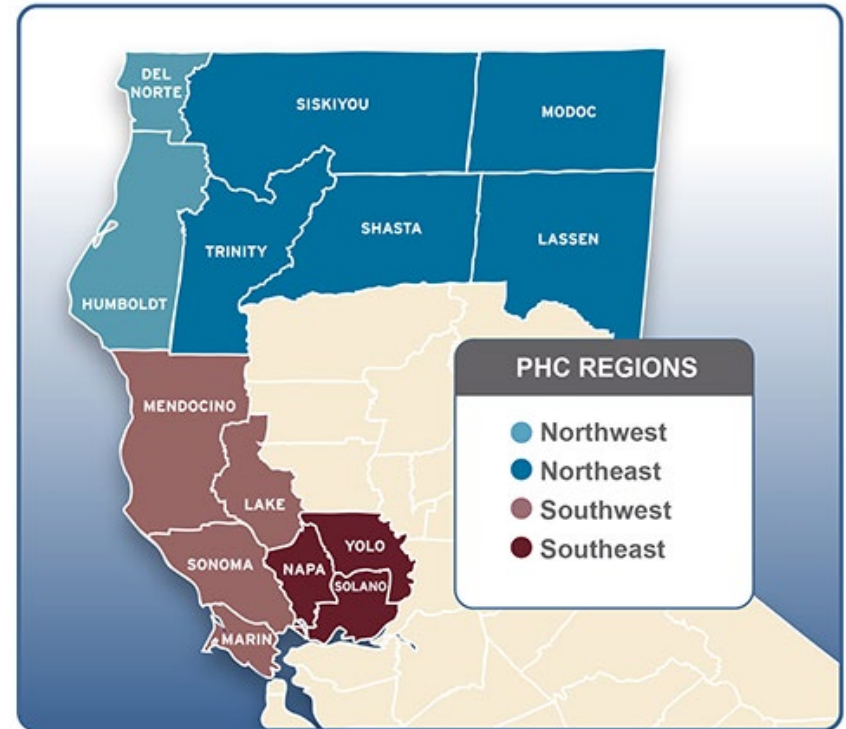 DEL
NORTE
SISKIYOU
MODOC
TRINITY
SHASTA
LASSEN
HUMBOLDT
MENDOCINO
LAKE
SONOMA
NAPA
YOLO
SOLANO
MARIN
PHC REGIONS
Northwest
Northeast
Southwest
Southeast